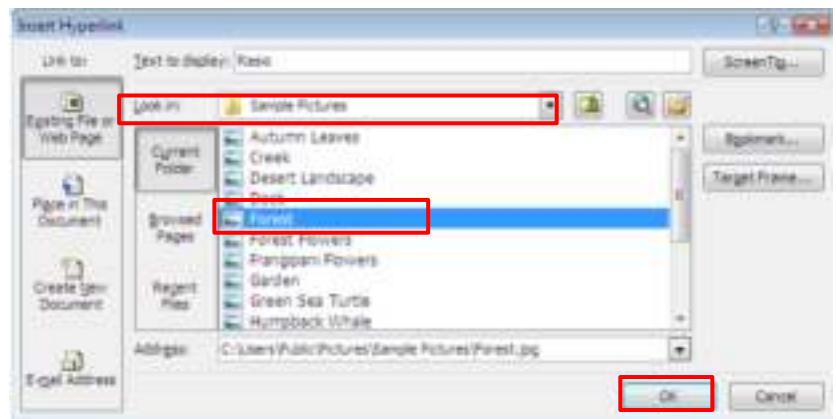 Insert Hyperlink
Link to:
Text to display:
ScreenTip...
Existing File or Web Page
Look in: Sample Pictures
Current Folder
Autumn Leaves
Creek
Desert Landscape
Dock
Bookmark...
Target Frame...
Place in This Document
Browsed Pages
Forest
Forest Flowers
Frangipani Flowers
Garden
Green Sea Turtle
Humpback Whale
Create New Document
Recent Files
Address: C:\Users\Public\Pictures\Sample Pictures\Forest.jpg
E-mail Address
OK
Cancel